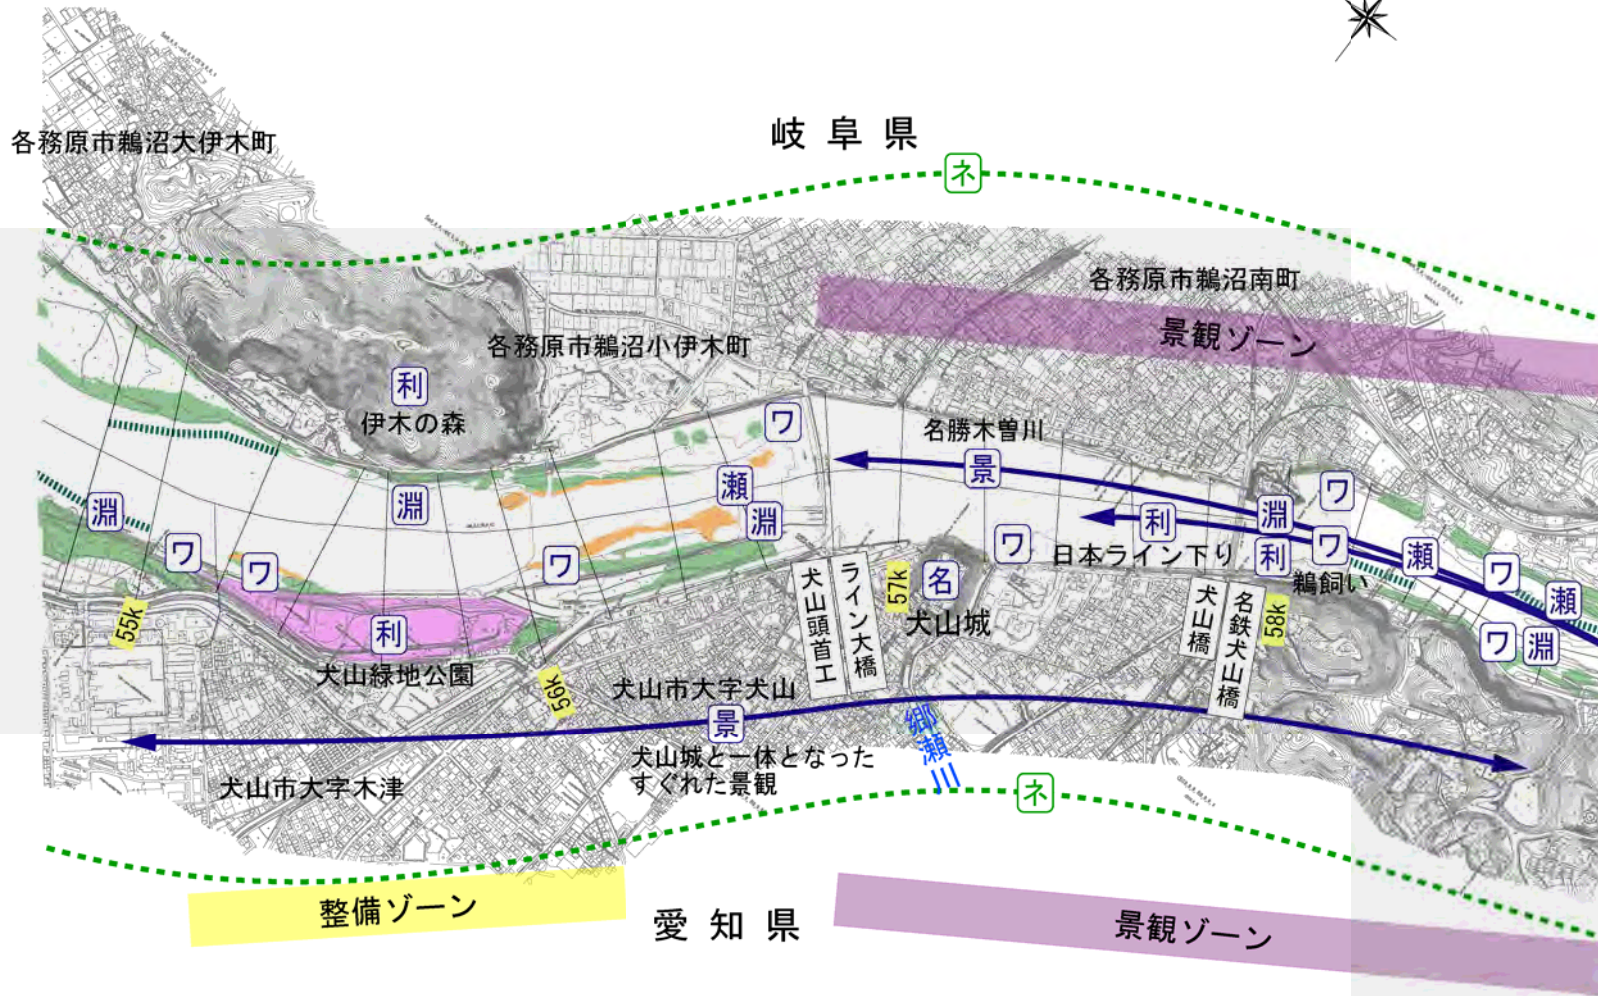 岐阜県
ネ
各務原市鵜沼大伊木町
各務原市鵜沼南町
景観ゾーン
各務原市鵜沼小伊木町
利
伊木の森
ワ
名勝木曽川
景
瀬
淵
淵
淵
ワ
ワ
ワ
利
日本ライン下り
淵
利
鵜飼い
ワ
ワ
ワ
瀬
ワ
瀬
ワ
淵
55k
利
犬山緑地公園
56k
犬山頭首工
ライン大橋
57k
名
犬山城
犬山橋
名鉄犬山橋
58k
犬山市大字犬山
景
犬山城と一体となった
すぐれた景観
郷瀬川
犬山市大字木津
ネ
整備ゾーン
愛知県
景観ゾーン